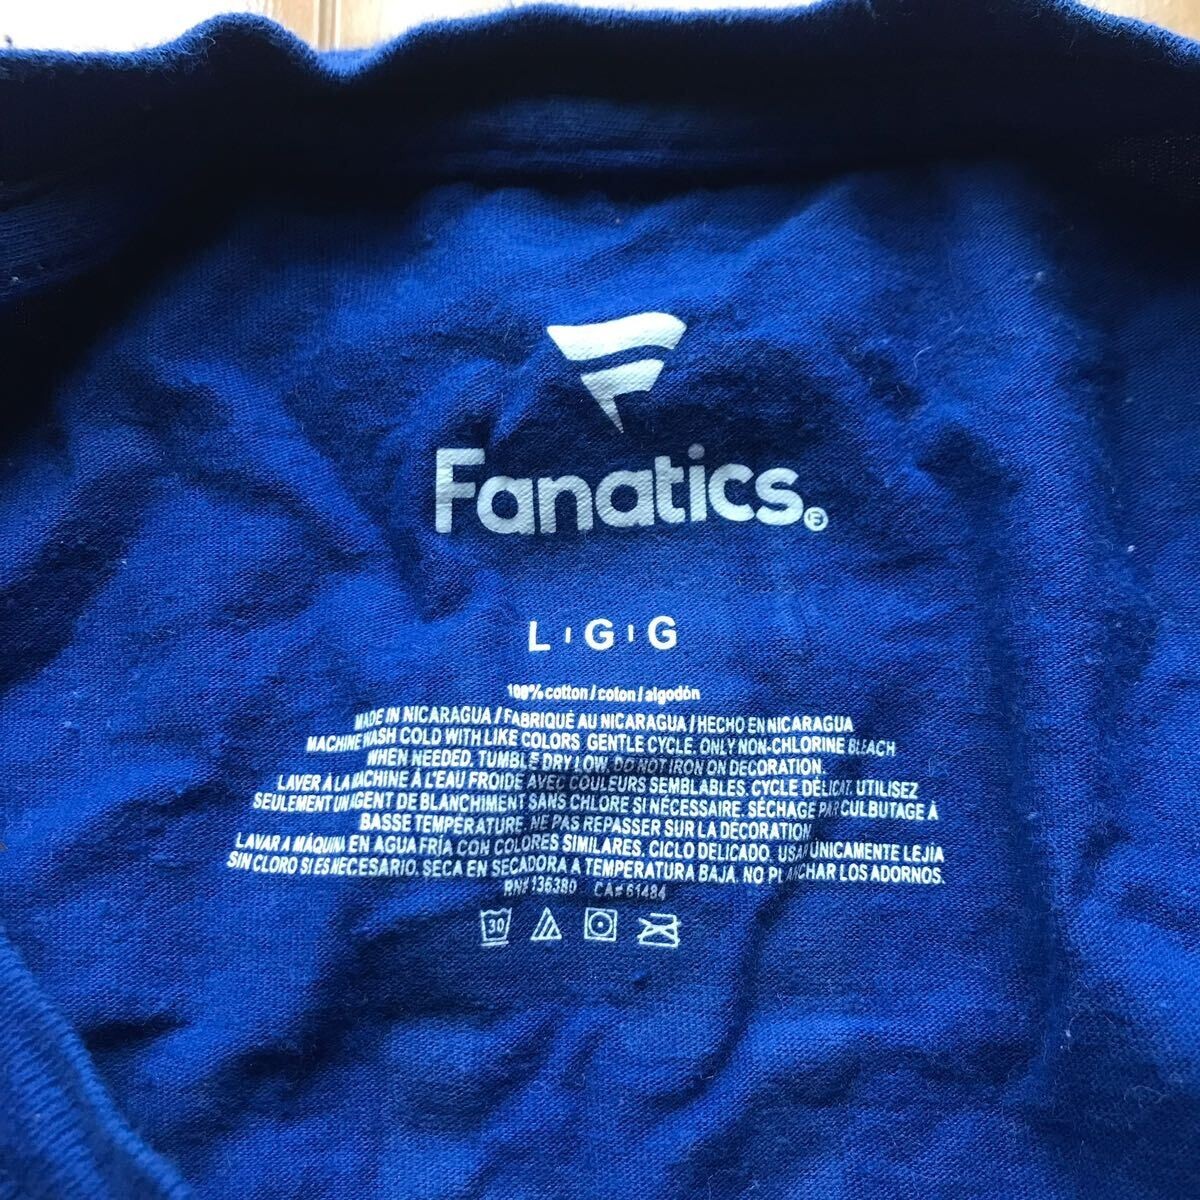 Fanatics®
L | G | G
100% cotton / coton / algodón
MADE IN NICARAGUA / FABRIQUÉ AU NICARAGUA / HECHO EN NICARAGUA
MACHINE WASH COLD WITH LIKE COLORS. GENTLE CYCLE. ONLY NON-CHLORINE BLEACH
WHEN NEEDED. TUMBLE DRY LOW. DO NOT IRON ON DECORATION.
LAVER À LA MACHINE À L'EAU FROIDE AVEC COULEURS SEMBLABLES. CYCLE DÉLICAT. UTILISEZ
SEULEMENT UN AGENT DE BLANCHIMENT SANS CHLORE SI NÉCESSAIRE. SÉCHAGE PAR CULBUTAGE À
BASSE TEMPÉRATURE. NE PAS REPASSER SUR LA DÉCORATION.
LAVAR A MÁQUINA EN AGUA FRÍA CON COLORES SIMILARES. CICLO DELICADO. USAR ÚNICAMENTE LEJÍA
SIN CLORO SI ES NECESARIO. SECA EN SECADORA A TEMPERATURA BAJA. NO PLANCHAR LOS ADORNOS.
RN# 136380 CA# 61484
30